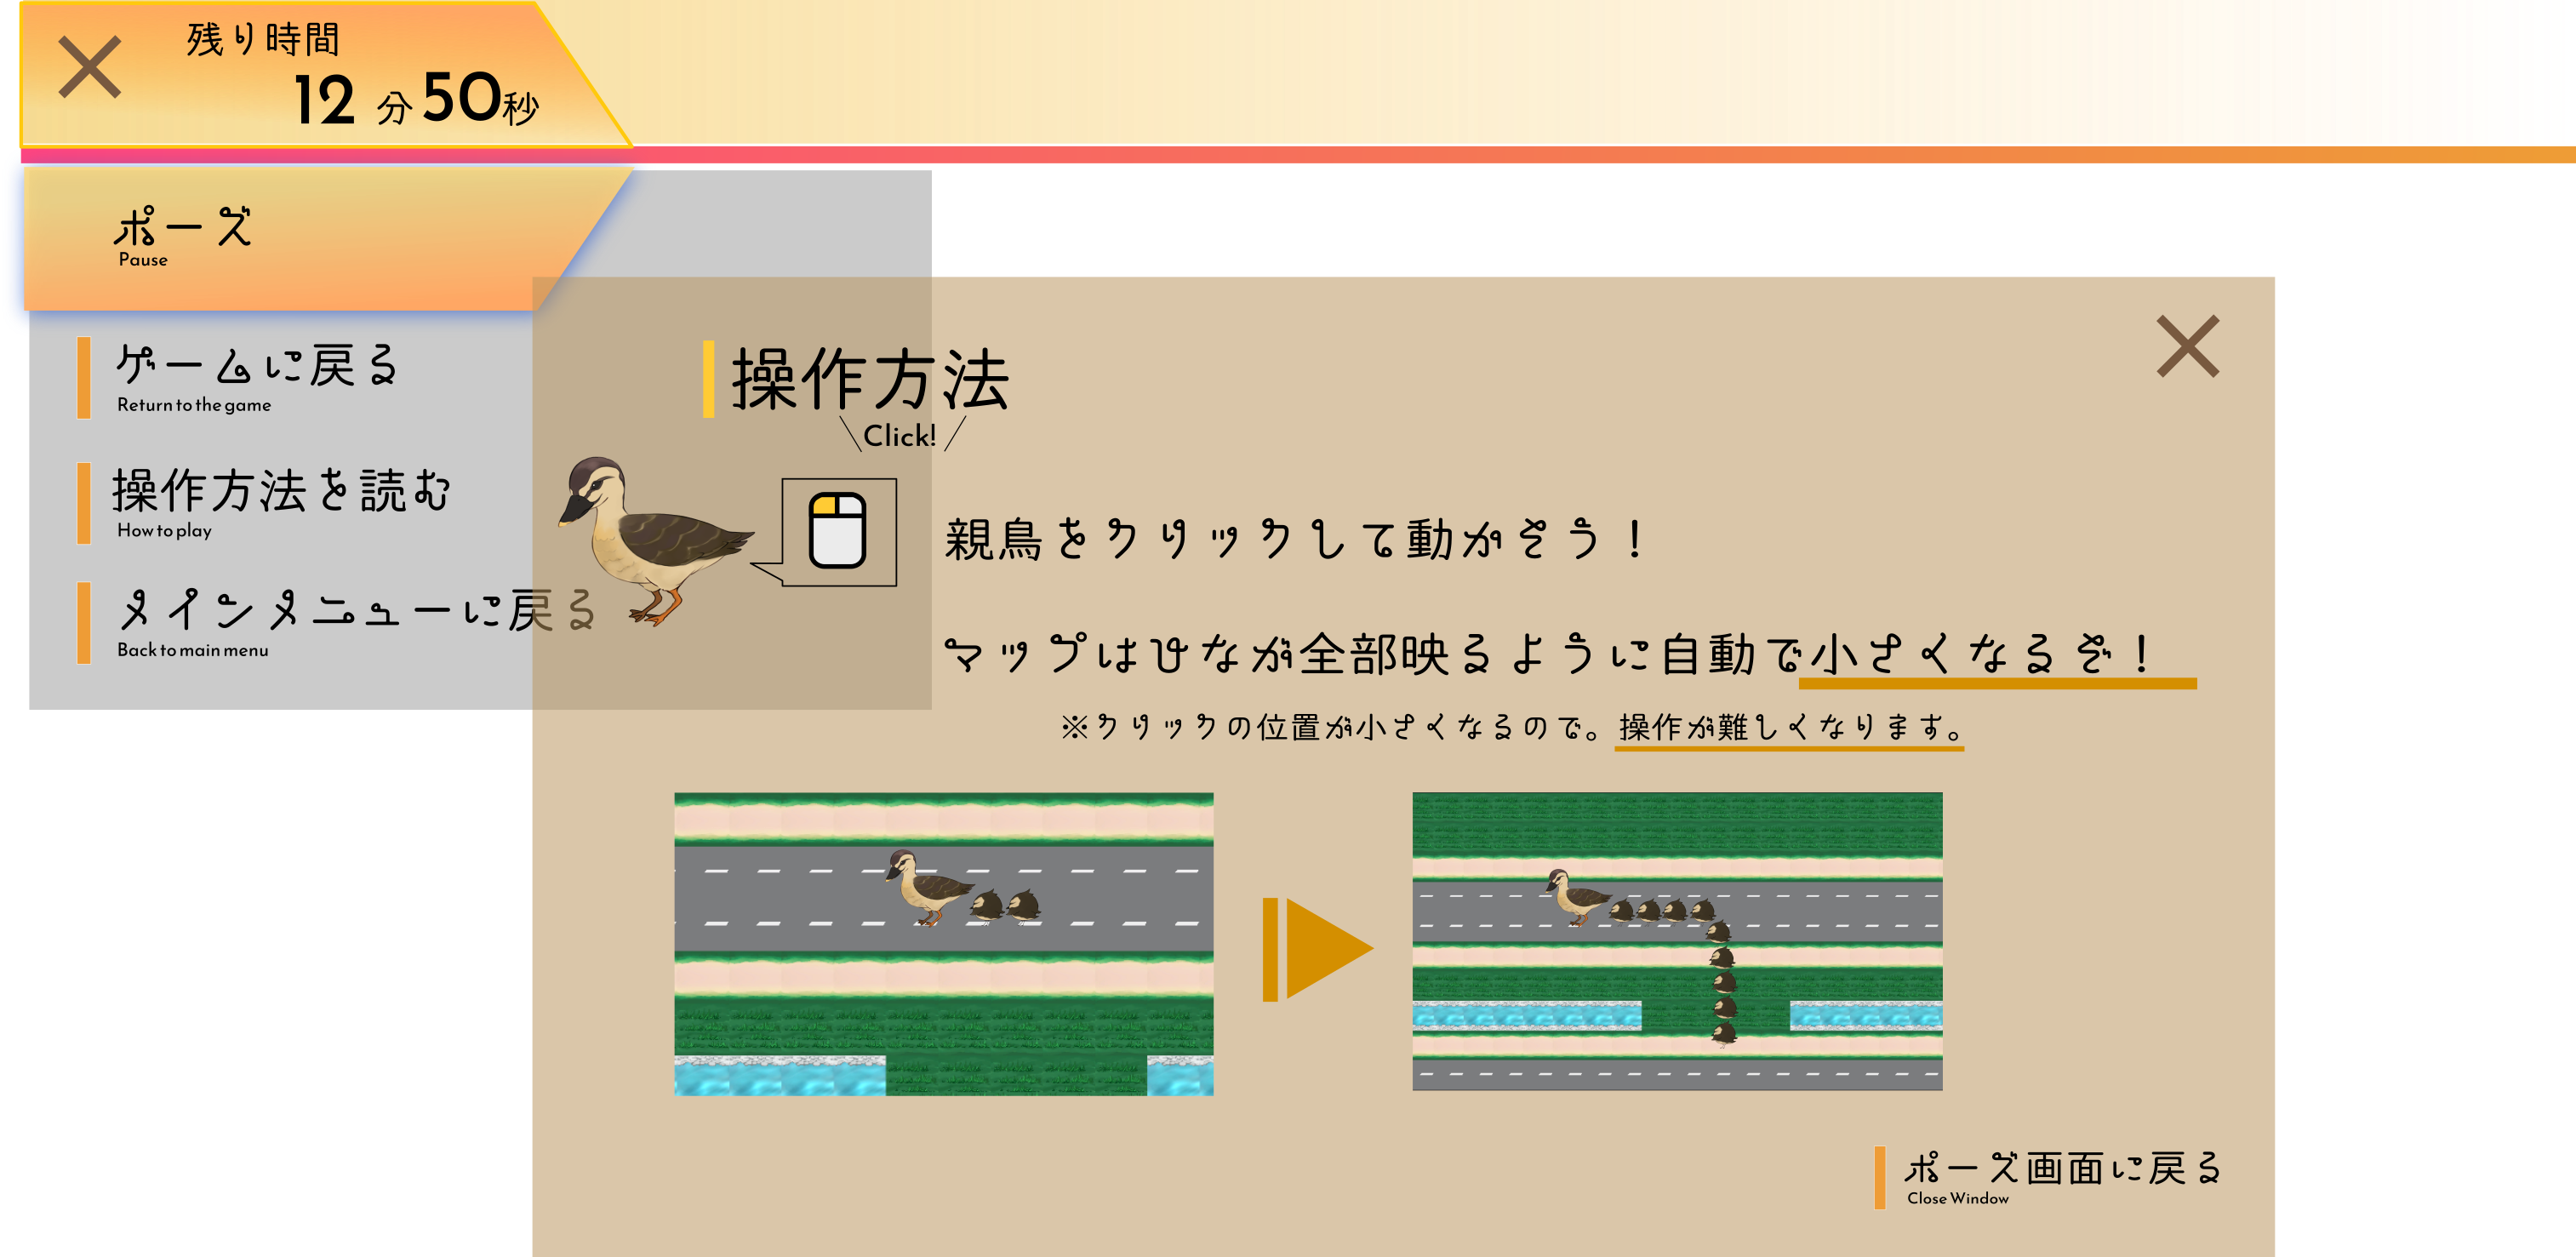 残り時間
12分50秒
ポーズ
Pause
ゲームに戻る
Return to the game
操作方法を読む
How to play
メインメニューに戻る
Back to main menu
操作方法
Click!
親鳥をクリックして動かぞう！
マップはひなが全部映るように自動で小さくなるぞ！
※クリックの位置が小さくなるので。操作が難しくなります。
ポーズ画面に戻る
Close Window